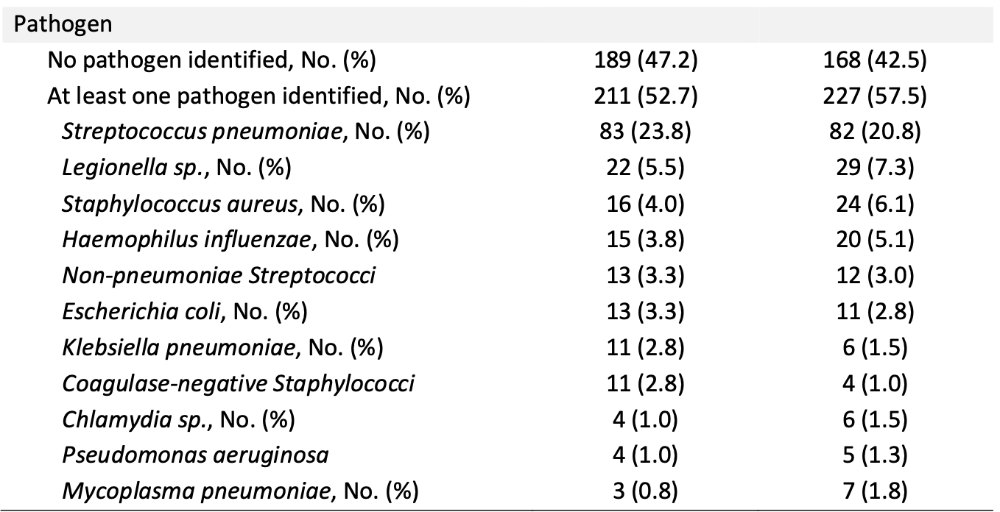 Pathogen
No pathogen identified, No. (%) 189 (47.2) 168 (42.5)
At least one pathogen identified, No. (%) 211 (52.7) 227 (57.5)
Streptococcus pneumoniae, No. (%) 83 (23.8) 82 (20.8)
Legionella sp., No. (%) 22 (5.5) 29 (7.3)
Staphylococcus aureus, No. (%) 16 (4.0) 24 (6.1)
Haemophilus influenzae, No. (%) 15 (3.8) 20 (5.1)
Non-pneumoniae Streptococci 13 (3.3) 12 (3.0)
Escherichia coli, No. (%) 13 (3.3) 11 (2.8)
Klebsiella pneumoniae, No. (%) 11 (2.8) 6 (1.5)
Coagulase-negative Staphylococci 11 (2.8) 4 (1.0)
Chlamydia sp., No. (%) 4 (1.0) 6 (1.5)
Pseudomonas aeruginosa 4 (1.0) 5 (1.3)
Mycoplasma pneumoniae, No. (%) 3 (0.8) 7 (1.8)